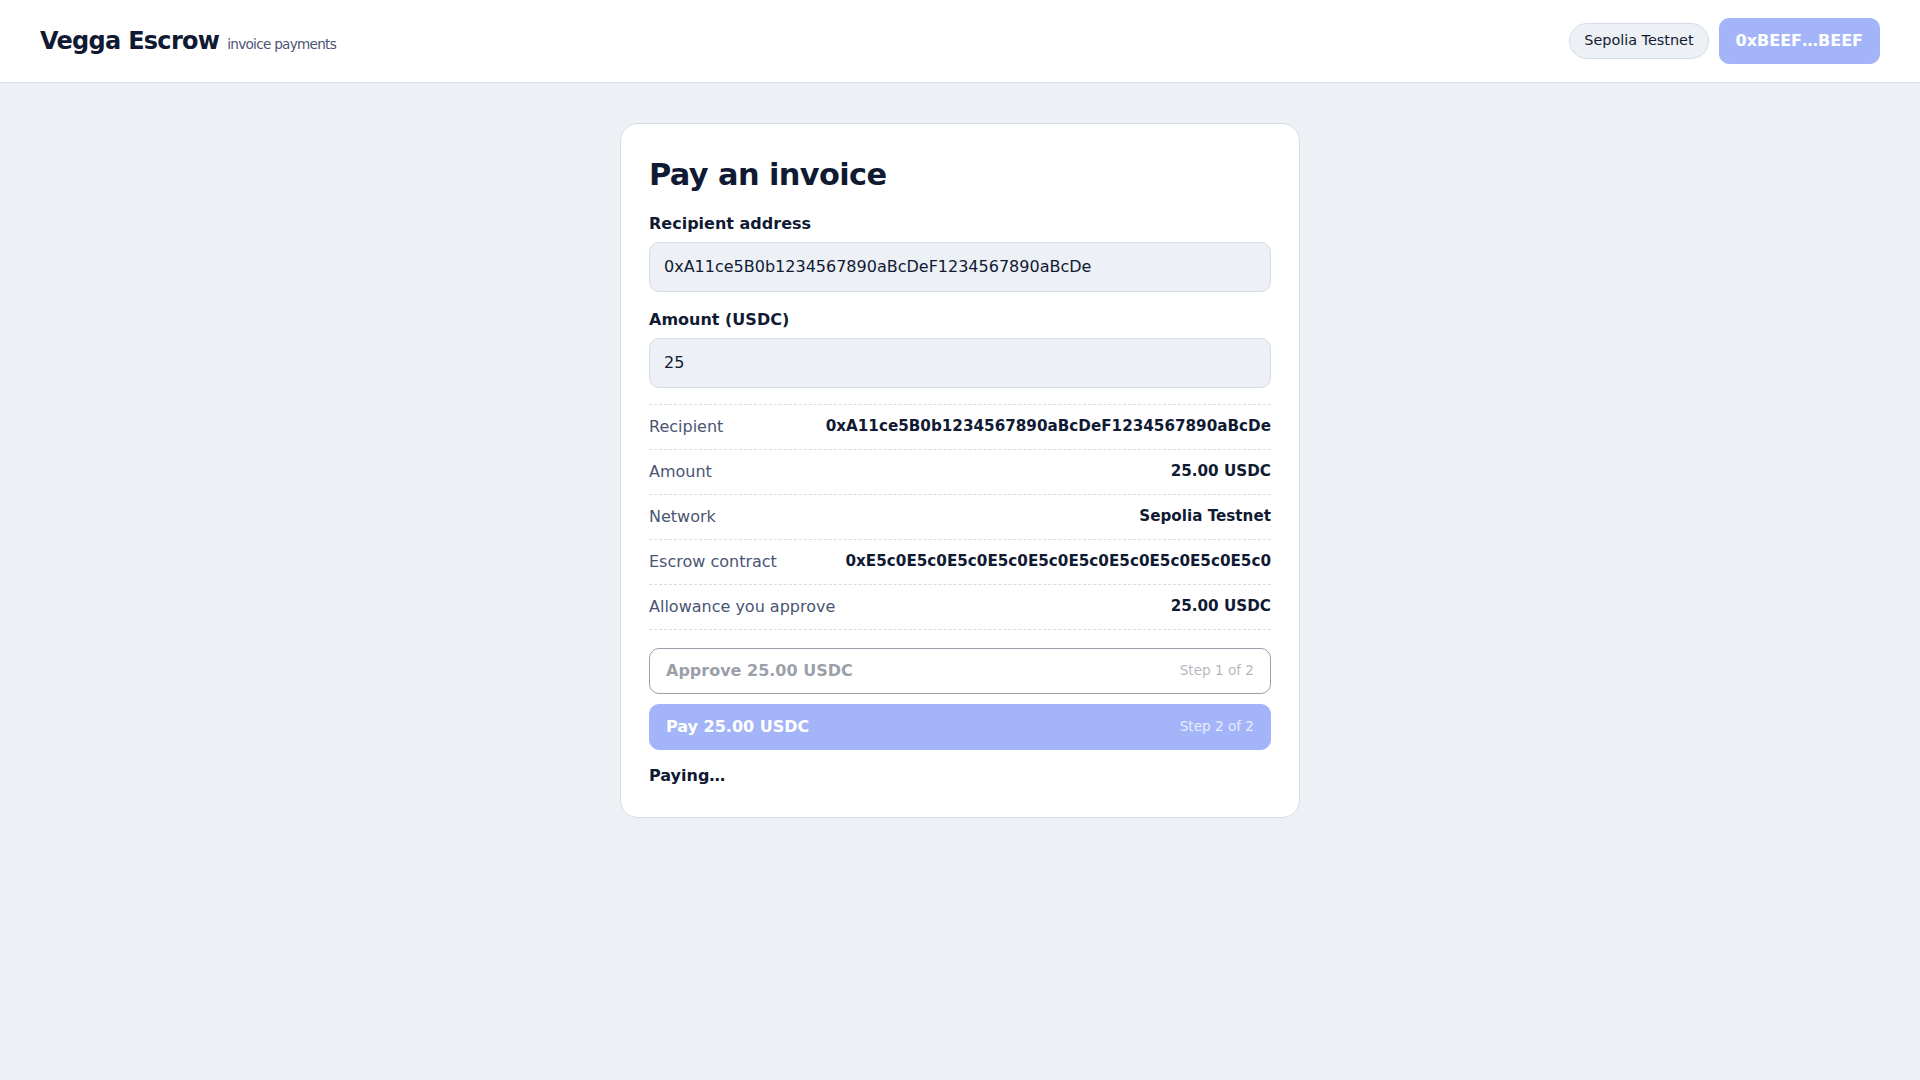 Vegga Escrow invoice payments
Sepolia Testnet
0xBEEF…BEEF
Pay an invoice
Recipient address
0xA11ce5B0b1234567890aBcDeF1234567890aBcDe
Amount (USDC)
25
Recipient 0xA11ce5B0b1234567890aBcDeF1234567890aBcDe
Amount 25.00 USDC
Network Sepolia Testnet
Escrow contract 0xE5c0E5c0E5c0E5c0E5c0E5c0E5c0E5c0E5c0E5c0
Allowance you approve 25.00 USDC
Approve 25.00 USDC Step 1 of 2
Pay 25.00 USDC Step 2 of 2
Paying…